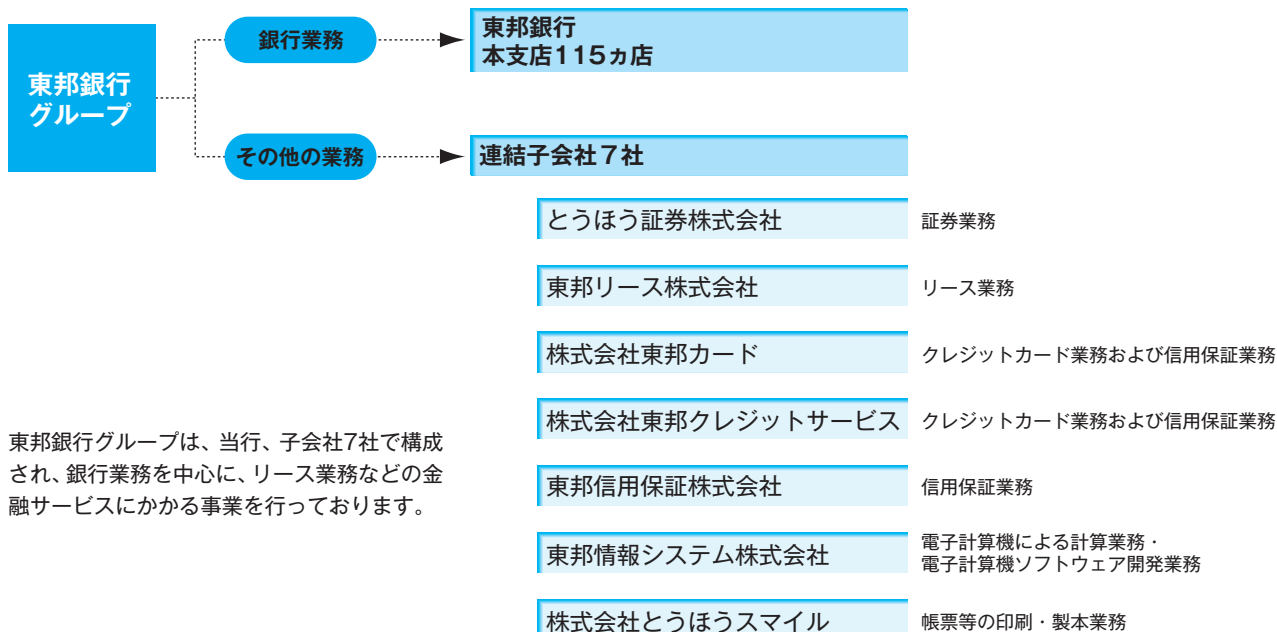 東邦銀行
グループ
銀行業務
東邦銀行
本支店115ヵ店
その他の業務
連結子会社7社
とうほう証券株式会社 証券業務
東邦リース株式会社 リース業務
株式会社東邦カード クレジットカード業務および信用保証業務
株式会社東邦クレジットサービス クレジットカード業務および信用保証業務
東邦信用保証株式会社 信用保証業務
東邦情報システム株式会社 電子計算機による計算業務・
電子計算機ソフトウェア開発業務
株式会社とうほうスマイル 帳票等の印刷・製本業務
東邦銀行グループは、当行、子会社7社で構成
され、銀行業務を中心に、リース業務などの金
融サービスにかかる事業を行っております。